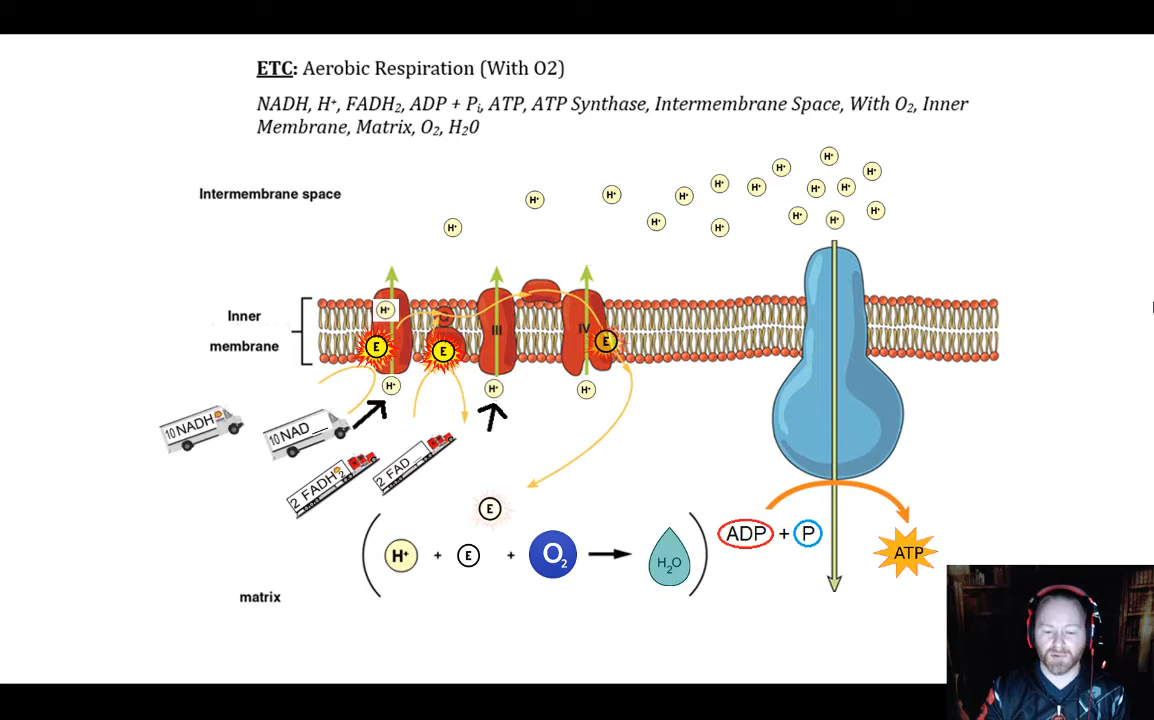 ETC: Aerobic Respiration (With O2)
NADH, H⁺, FADH₂, ADP + Pᵢ, ATP, ATP Synthase, Intermembrane Space, With O₂, Inner
Membrane, Matrix, O₂, H₂0
Intermembrane space
H⁺ H⁺ H⁺ H⁺ H⁺ H⁺ H⁺ H⁺ H⁺ H⁺ H⁺ H⁺ H⁺ H⁺ H⁺ H⁺
Inner
membrane
H⁺
III
IV
E
E
E
H⁺
H⁺
H⁺
10 NADH
10 NAD_
2 FADH₂
2 FAD_
E
H⁺ + E + O₂ → H₂O
ADP + P
ATP
matrix